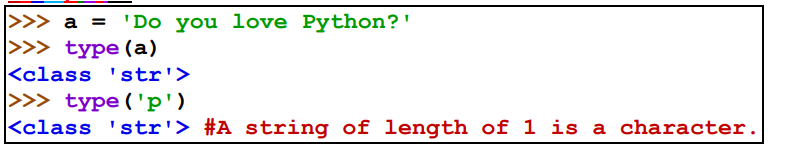 >>> a = 'Do you love Python?'
>>> type(a)
<class 'str'>
>>> type('p')
<class 'str'> #A string of length of 1 is a character.